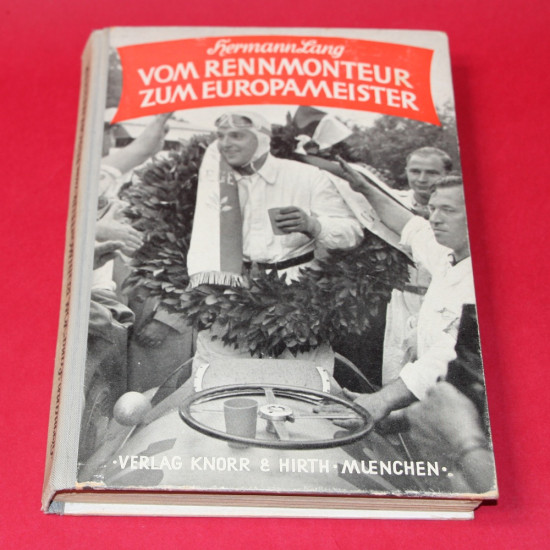 Hermann Lang
VOM RENNMONTEUR
ZUM EUROPAMEISTER
·VERLAG KNORR & HIRTH·MUENCHEN·